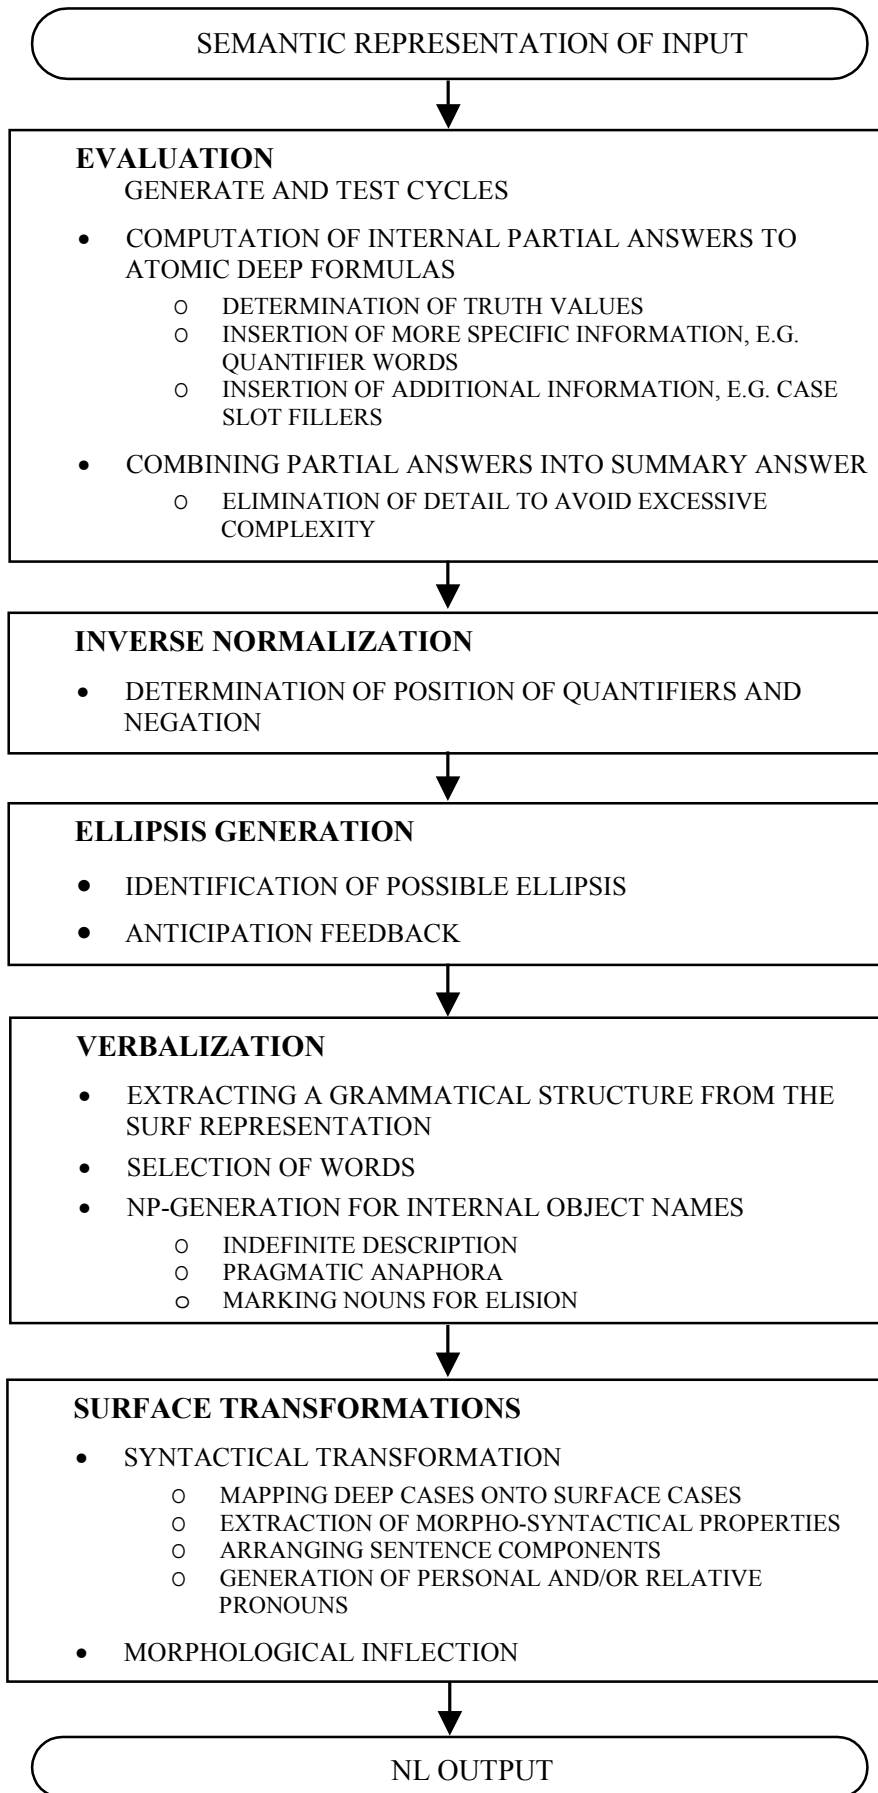 SEMANTIC REPRESENTATION OF INPUT
EVALUATION
GENERATE AND TEST CYCLES
• COMPUTATION OF INTERNAL PARTIAL ANSWERS TO
ATOMIC DEEP FORMULAS
o DETERMINATION OF TRUTH VALUES
o INSERTION OF MORE SPECIFIC INFORMATION, E.G.
QUANTIFIER WORDS
o INSERTION OF ADDITIONAL INFORMATION, E.G. CASE
SLOT FILLERS
• COMBINING PARTIAL ANSWERS INTO SUMMARY ANSWER
o ELIMINATION OF DETAIL TO AVOID EXCESSIVE
COMPLEXITY
INVERSE NORMALIZATION
• DETERMINATION OF POSITION OF QUANTIFIERS AND
NEGATION
ELLIPSIS GENERATION
• IDENTIFICATION OF POSSIBLE ELLIPSIS
• ANTICIPATION FEEDBACK
VERBALIZATION
• EXTRACTING A GRAMMATICAL STRUCTURE FROM THE
SURF REPRESENTATION
• SELECTION OF WORDS
• NP-GENERATION FOR INTERNAL OBJECT NAMES
o INDEFINITE DESCRIPTION
o PRAGMATIC ANAPHORA
o MARKING NOUNS FOR ELISION
SURFACE TRANSFORMATIONS
• SYNTACTICAL TRANSFORMATION
o MAPPING DEEP CASES ONTO SURFACE CASES
o EXTRACTION OF MORPHO-SYNTACTICAL PROPERTIES
o ARRANGING SENTENCE COMPONENTS
o GENERATION OF PERSONAL AND/OR RELATIVE
PRONOUNS
• MORPHOLOGICAL INFLECTION
NL OUTPUT